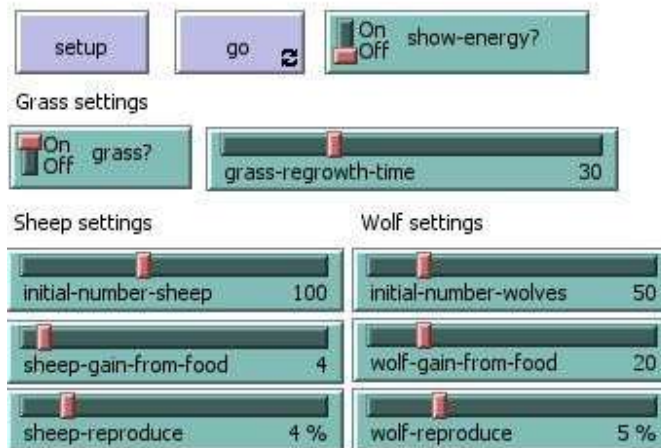 setup
go
On
Off
show-energy?
Grass settings
On
Off
grass?
grass-regrowth-time 30
Sheep settings
Wolf settings
initial-number-sheep 100
initial-number-wolves 50
sheep-gain-from-food 4
wolf-gain-from-food 20
sheep-reproduce 4 %
wolf-reproduce 5 %